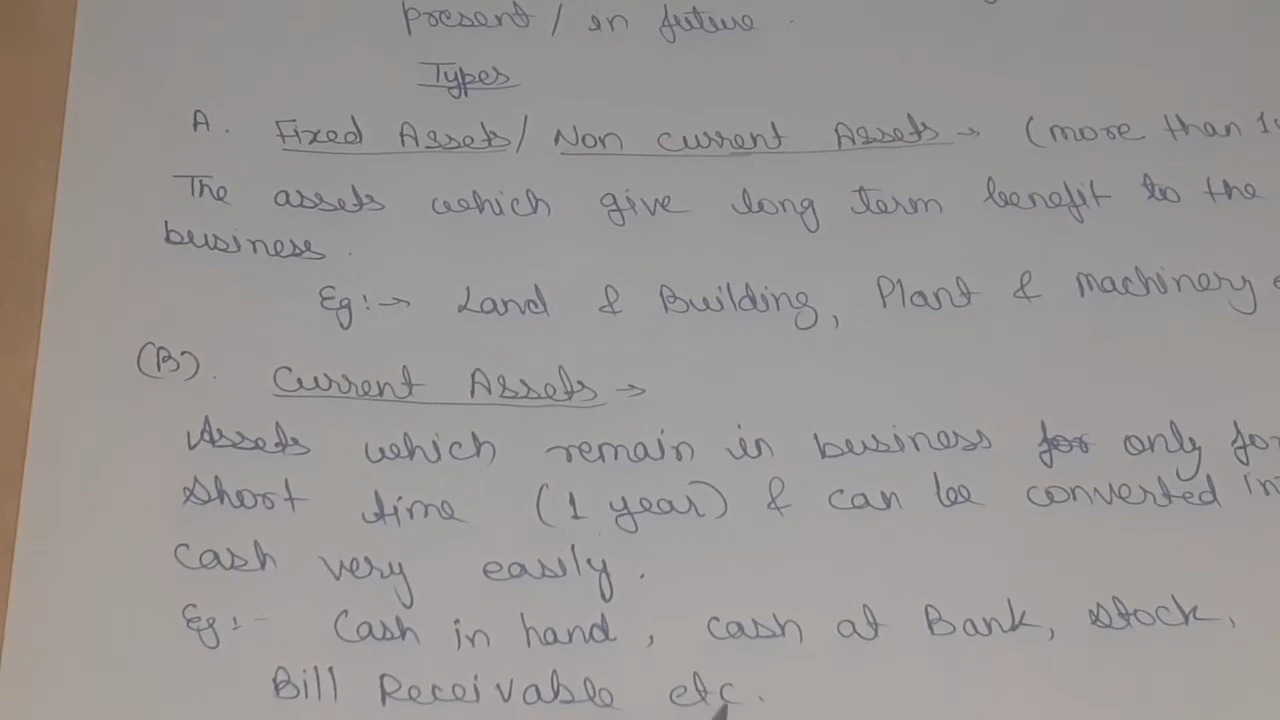 present / in future.
Types
A. Fixed Assets / Non current Assets → (more than 1
The assets which give long term benefit to the
business.
Eg:→ Land & Building, Plant & Machinery
(B). Current Assets →
Assets which remain in business for only for
short time (1 year) & can be converted in
cash very easily.
Eg:- Cash in hand, cash at Bank, stock,
Bill Receivable etc.